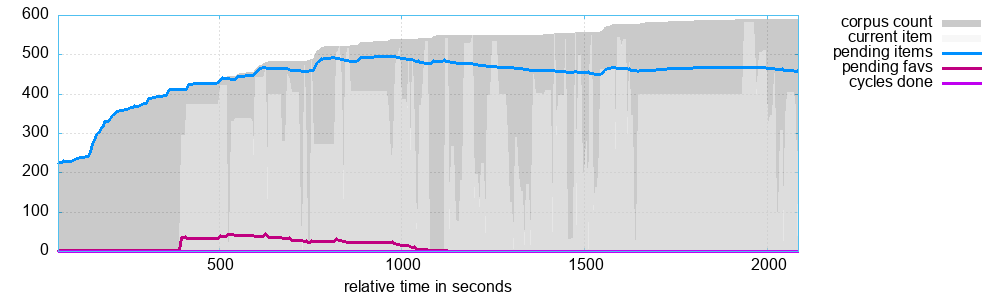 600
500
400
300
200
100
0
500 1000 1500 2000
relative time in seconds
corpus count
current item
pending items
pending favs
cycles done